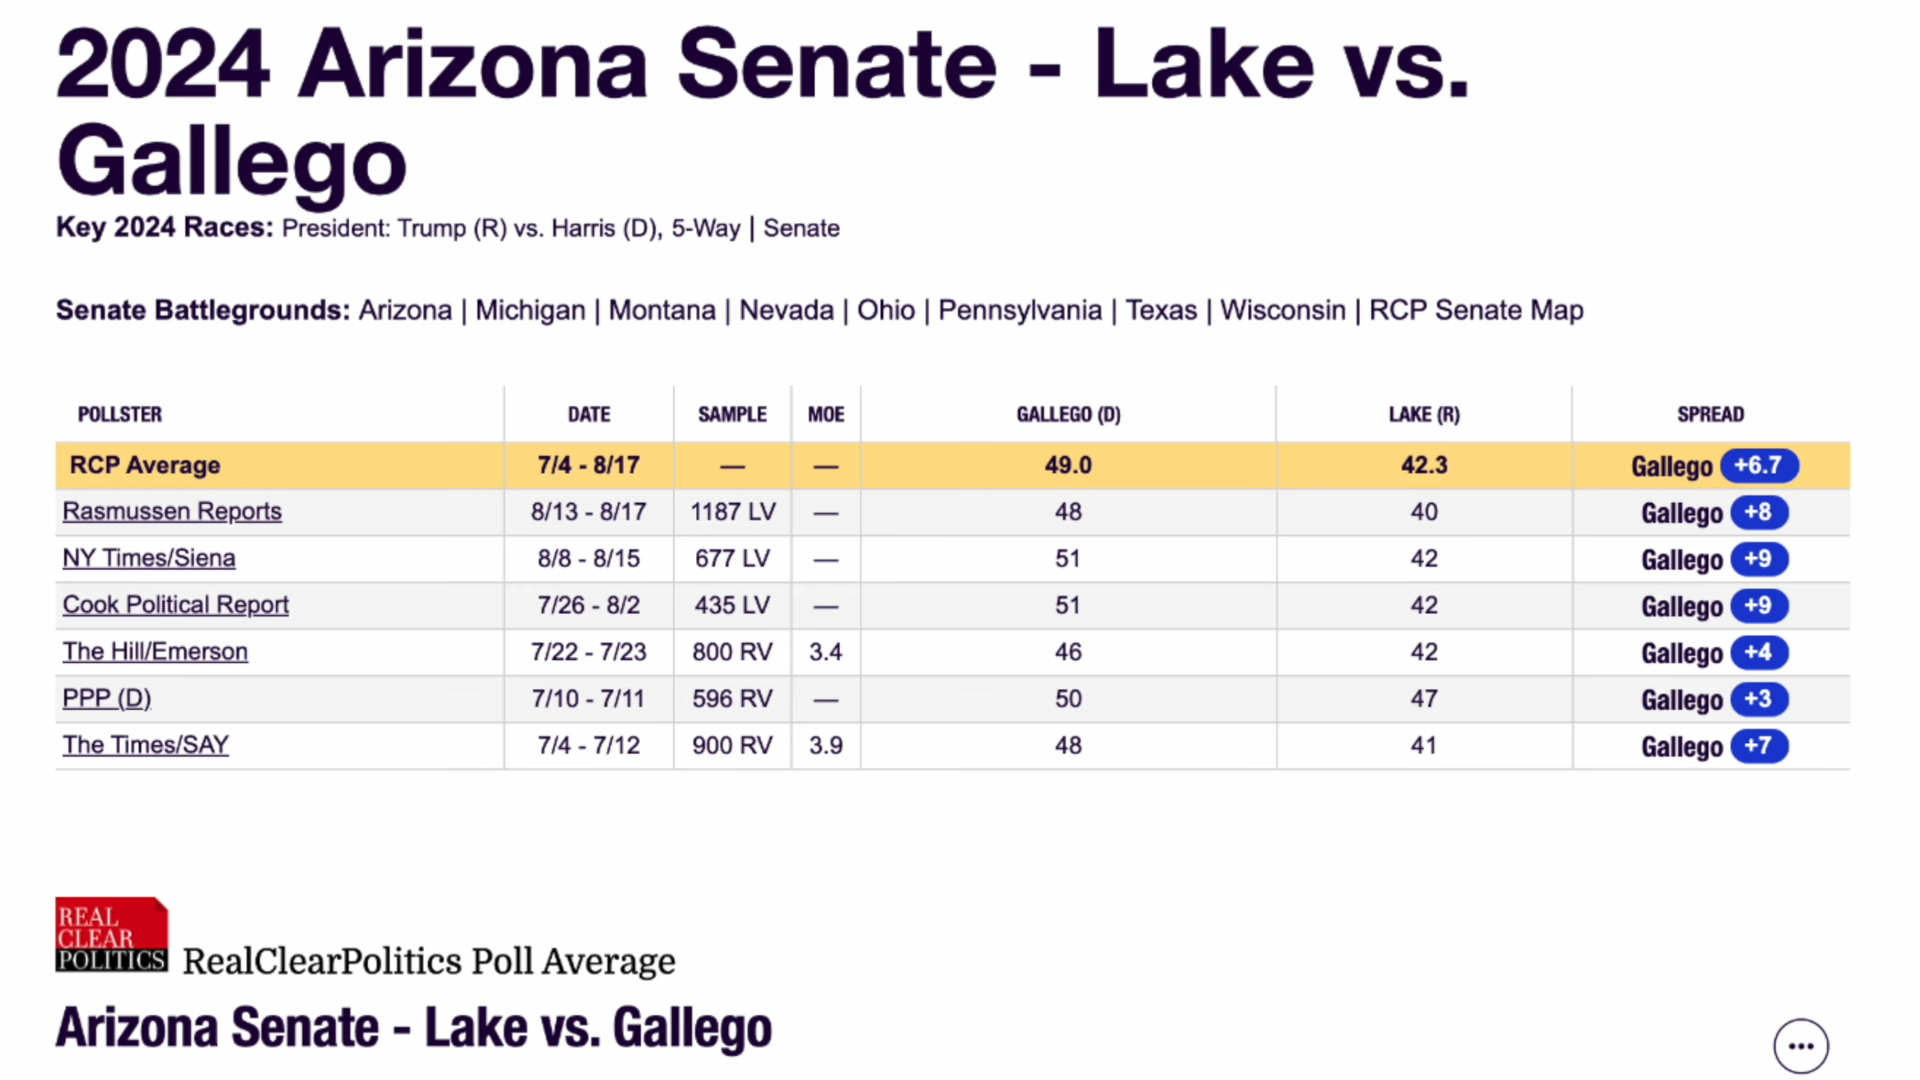 2024 Arizona Senate - Lake vs.
Gallego
Key 2024 Races: President: Trump (R) vs. Harris (D), 5-Way | Senate
Senate Battlegrounds: Arizona | Michigan | Montana | Nevada | Ohio | Pennsylvania | Texas | Wisconsin | RCP Senate Map
POLLSTER DATE SAMPLE MOE GALLEGO (D) LAKE (R) SPREAD
RCP Average 7/4 - 8/17 — — 49.0 42.3 Gallego +6.7
Rasmussen Reports 8/13 - 8/17 1187 LV — 48 40 Gallego +8
NY Times/Siena 8/8 - 8/15 677 LV — 51 42 Gallego +9
Cook Political Report 7/26 - 8/2 435 LV — 51 42 Gallego +9
The Hill/Emerson 7/22 - 7/23 800 RV 3.4 46 42 Gallego +4
PPP (D) 7/10 - 7/11 596 RV — 50 47 Gallego +3
The Times/SAY 7/4 - 7/12 900 RV 3.9 48 41 Gallego +7
REAL
CLEAR
POLITICS
RealClearPolitics Poll Average
Arizona Senate - Lake vs. Gallego